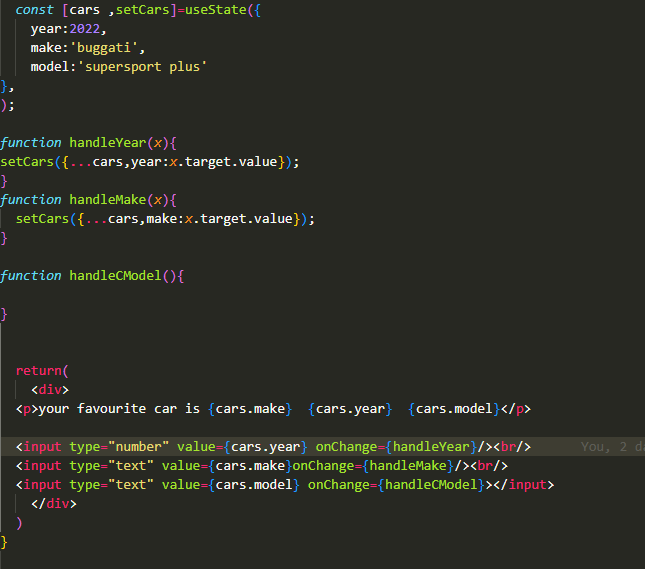 const [cars ,setCars]=useState({
year:2022,
make:'buggati',
model:'supersport plus'
},
);
function handleYear(x){
setCars({...cars,year:x.target.value});
}
function handleMake(x){
setCars({...cars,make:x.target.value});
}
function handleCModel(){
}
return(
<div>
<p>your favourite car is {cars.make}  {cars.year}  {cars.model}</p>
<input type="number" value={cars.year} onChange={handleYear}/><br/> You, 2 d
<input type="text" value={cars.make}onChange={handleMake}/><br/>
<input type="text" value={cars.model} onChange={handleCModel}></input>
</div>
)
}